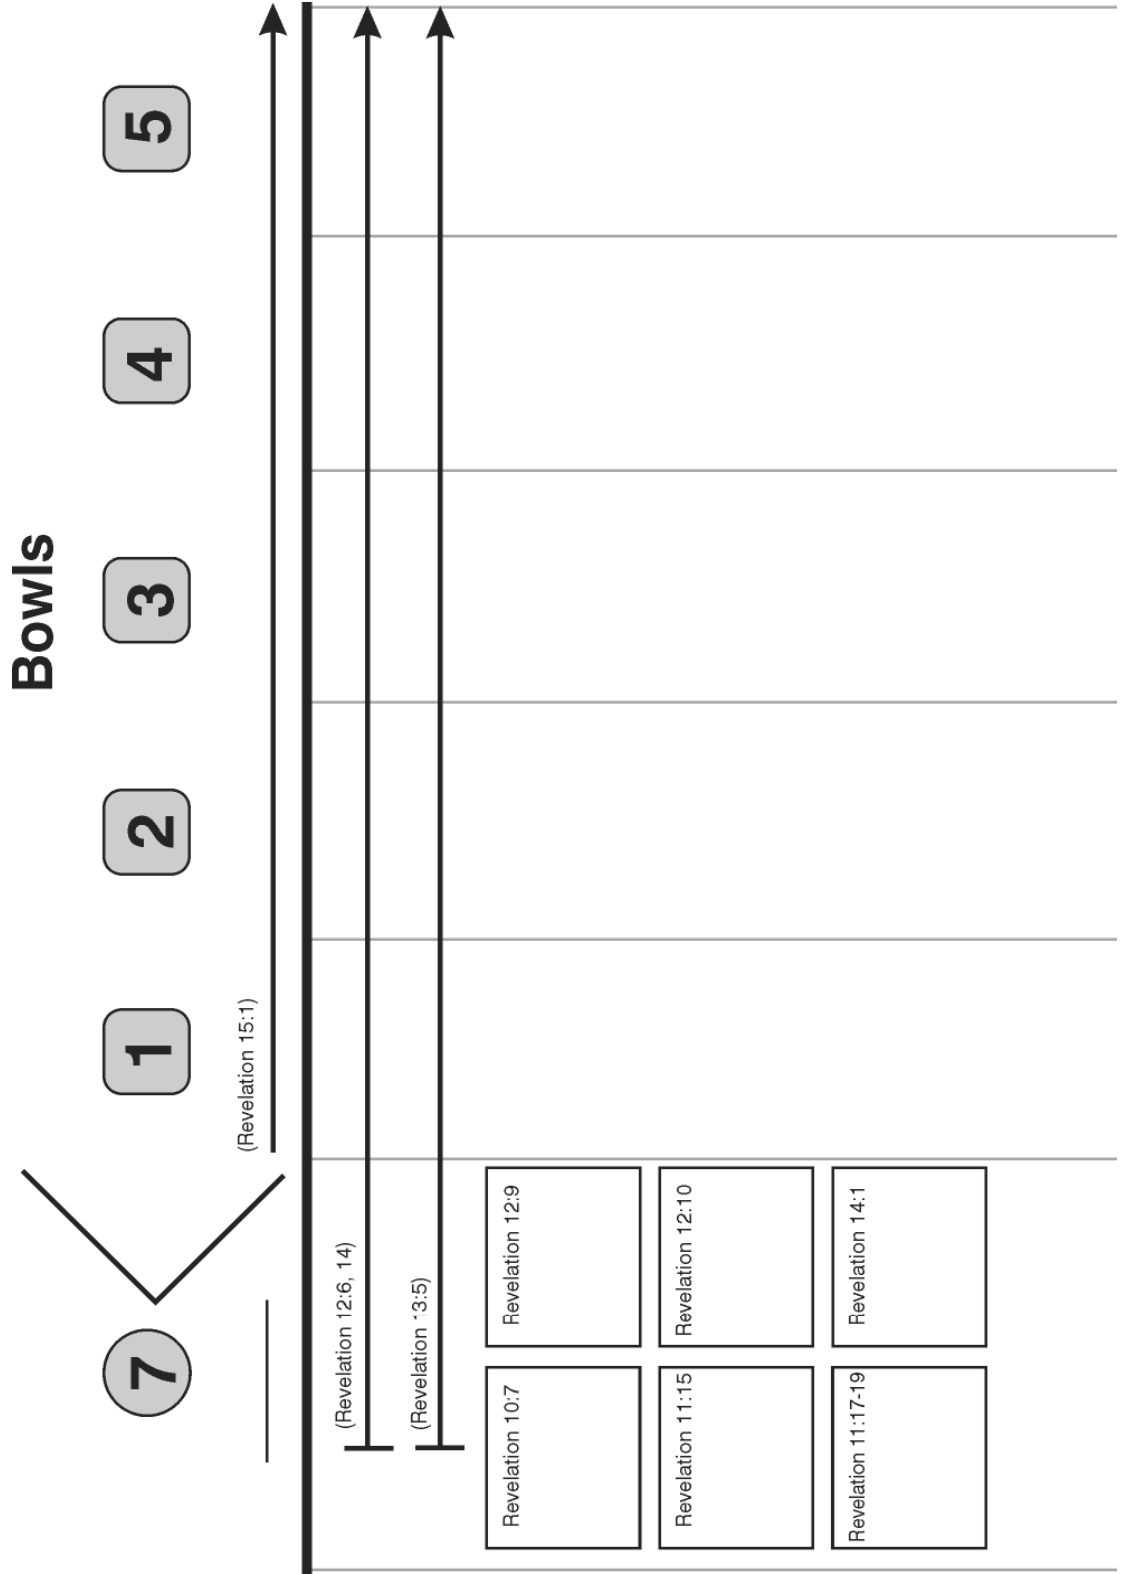 Bowls
7
1
2
3
4
5
(Revelation 15:1)
(Revelation 12:6, 14)
(Revelation 13:5)
Revelation 10:7
Revelation 12:9
Revelation 11:15
Revelation 12:10
Revelation 11:17-19
Revelation 14:1